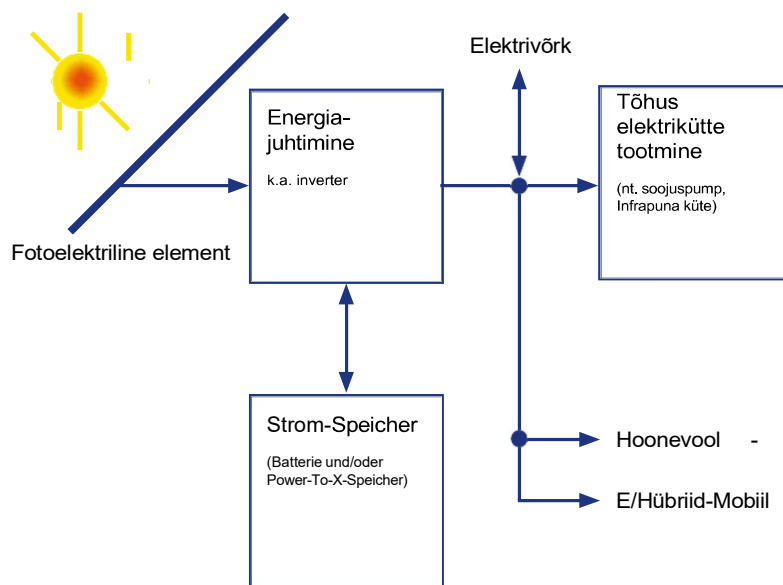 Elektrivõrk
Energia-
juhtimine
k.a. inverter
Tõhus
elektrikütte
tootmine
(nt. soojuspump,
Infrapuna küte)
Fotoelektriline element
Strom-Speicher
(Batterie und/oder
Power-To-X-Speicher)
Hoonevool -
E/Hübriid-Mobiil